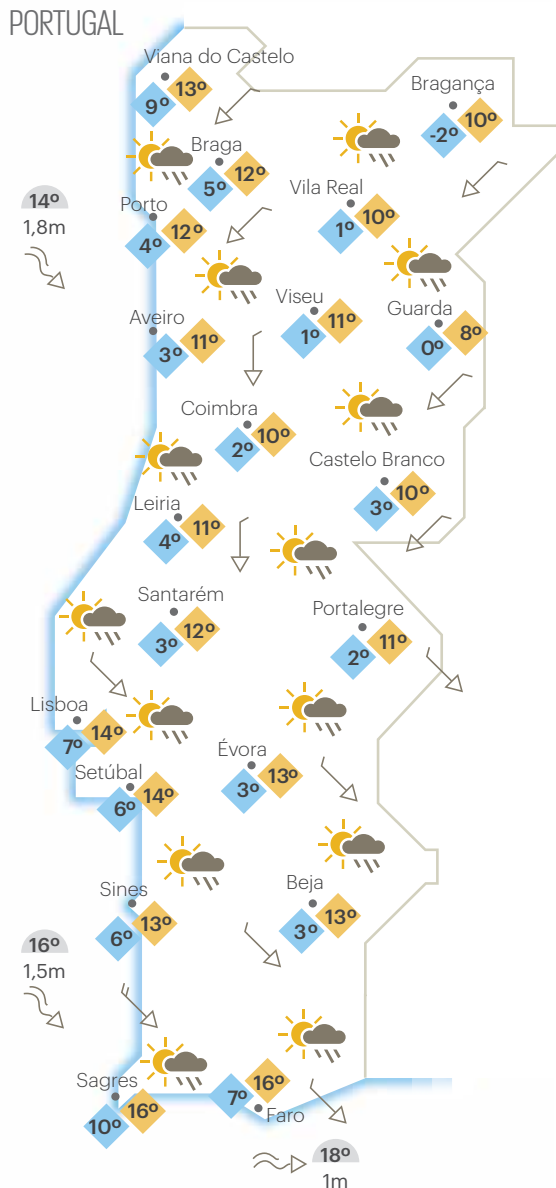 PORTUGAL
Viana do Castelo
9º 13º
Bragança
-2º 10º
Braga
5º 12º
Vila Real
1º 10º
14º
1,8m
Porto
4º 12º
Viseu
1º 11º
Guarda
0º 8º
Aveiro
3º 11º
Coimbra
2º 10º
Castelo Branco
3º 10º
Leiria
4º 11º
Santarém
3º 12º
Portalegre
2º 11º
Lisboa
7º 14º
Évora
3º 13º
Setúbal
6º 14º
Sines
6º 13º
Beja
3º 13º
16º
1,5m
Sagres
10º 16º
7º 16º
Faro
18º
1m